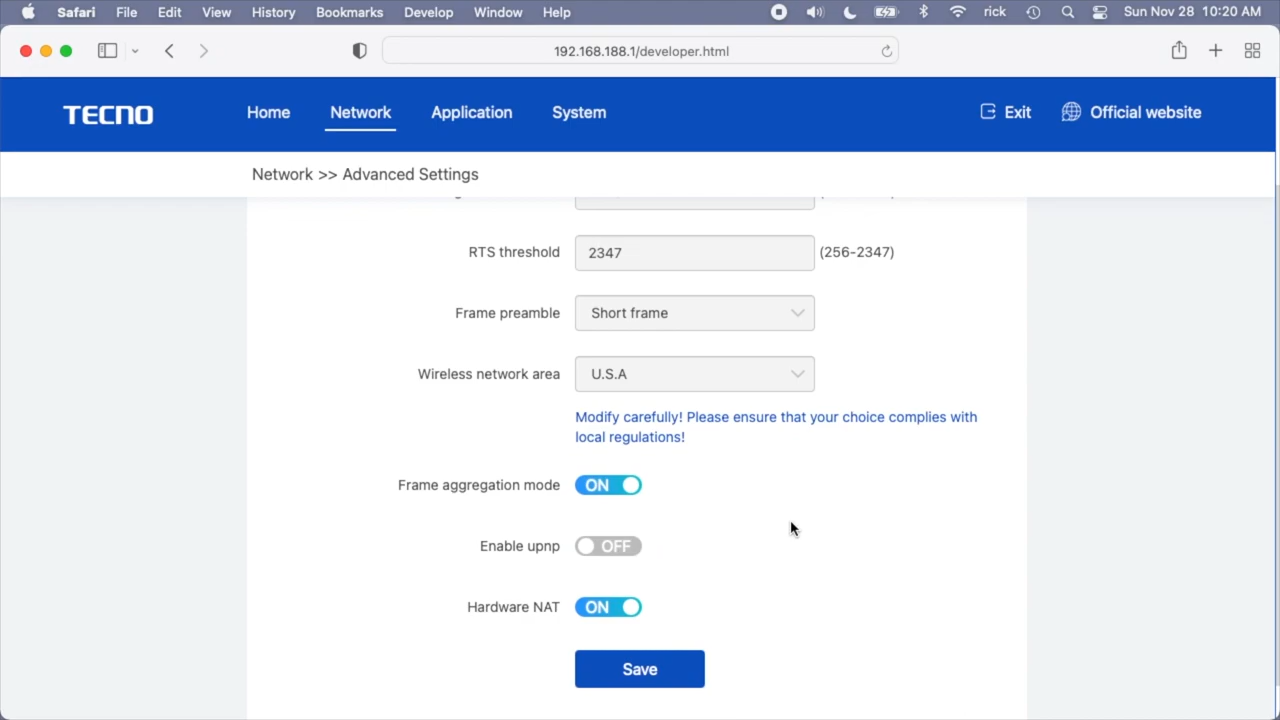 Safari File Edit View History Bookmarks Develop Window Help rick Sun Nov 28 10:20 AM
192.168.188.1/developer.html
TECNO Home Network Application System Exit Official website
Network >> Advanced Settings
RTS threshold 2347 (256-2347)
Frame preamble Short frame
Wireless network area U.S.A
Modify carefully! Please ensure that your choice complies with
local regulations!
Frame aggregation mode ON
Enable upnp OFF
Hardware NAT ON
Save